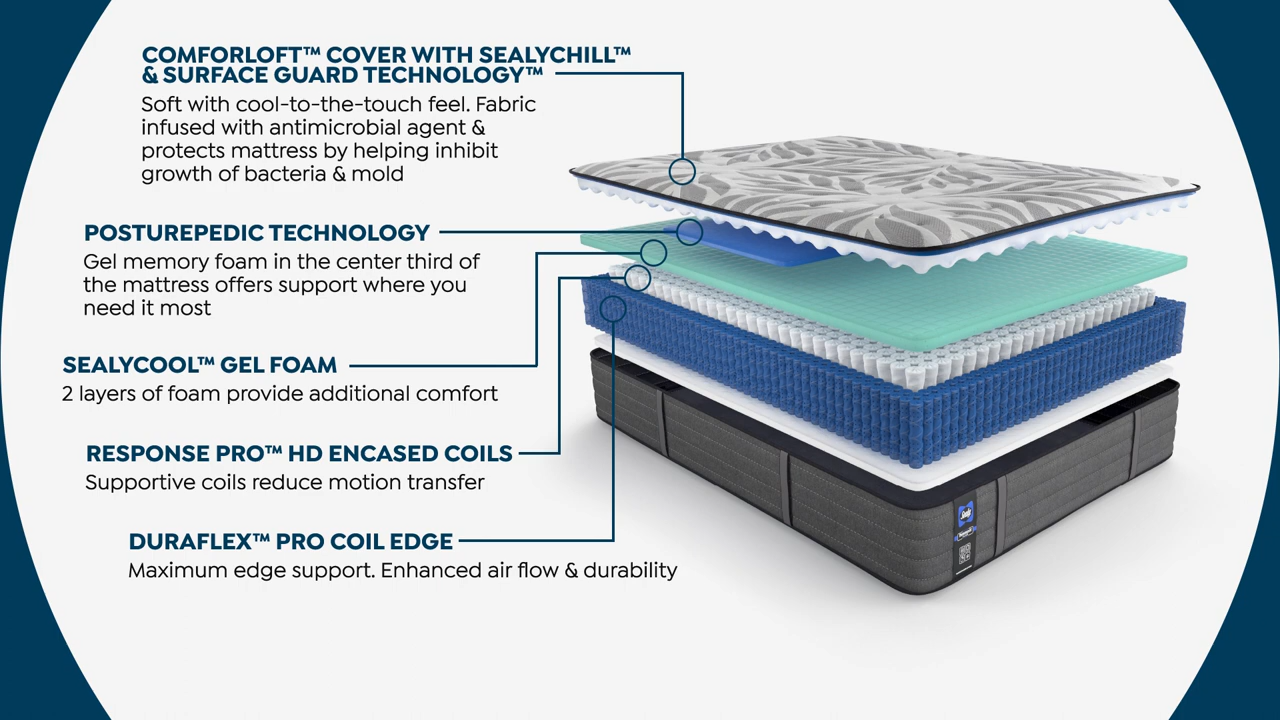 COMFORLOFT™ COVER WITH SEALYCHILL™
& SURFACE GUARD TECHNOLOGY™
Soft with cool-to-the-touch feel. Fabric
infused with antimicrobial agent &
protects mattress by helping inhibit
growth of bacteria & mold
POSTUREPEDIC TECHNOLOGY
Gel memory foam in the center third of
the mattress offers support where you
need it most
SEALYCOOL™ GEL FOAM
2 layers of foam provide additional comfort
RESPONSE PRO™ HD ENCASED COILS
Supportive coils reduce motion transfer
DURAFLEX™ PRO COIL EDGE
Maximum edge support. Enhanced air flow & durability
Sealy